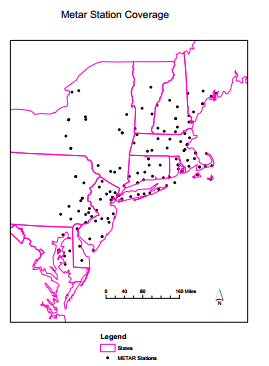 Metar Station Coverage
0 40 80 160 Miles
N
Legend
States
METAR Stations